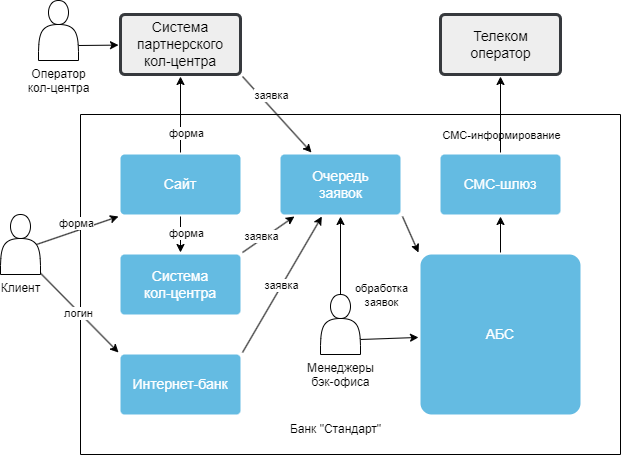 Система
партнерского
кол-центра
Телеком
оператор
Оператор
кол-центра
заявка
форма
СМС-информирование
Сайт
Очередь
заявок
СМС-шлюз
форма
форма
заявка
Система
кол-центра
Клиент
заявка
обработка
заявок
логин
АБС
Менеджеры
бэк-офиса
Интернет-банк
Банк "Стандарт"